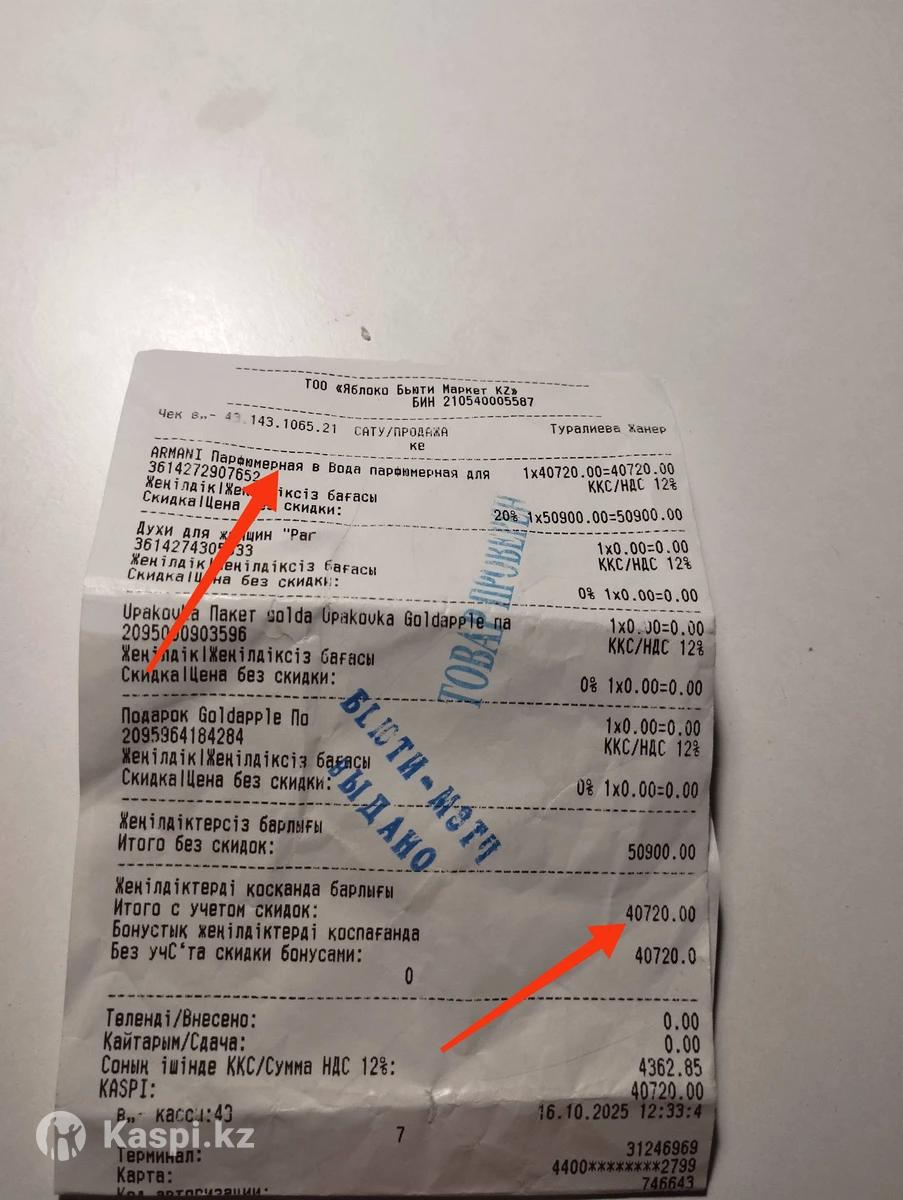 ТОО «Яблоко Бьюти Маркет KZ»
БИН 210540005587
Чек в„- 43.143.1065.21 САТУ/ПРОДАЖА Туралиева Жанер
ке
ARMANI Парфюмерная в Вода парфюмерная для 1x40720.00=40720.00
3614272907652 ККС/НДС 12%
Жеңілдік|Жеңілдіксіз бағасы
Скидка|Цена без скидки: 20% 1x50900.00=50900.00
Духи для женщин "Par 1x0.00=0.00
3614274305 33 ККС/НДС 12%
Жеңілдік|Жеңілдіксіз бағасы
Скидка|Цена без скидки: 0% 1x0.00=0.00
Upakovka Пакет golda Upakovka Goldapple па 1x0.00=0.00
2095000903596 ККС/НДС 12%
Жеңілдік|Жеңілдіксіз бағасы
Скидка|Цена без скидки: 0% 1x0.00=0.00
Подарок Goldapple По 1x0.00=0.00
2095964184284 ККС/НДС 12%
Жеңілдік|Жеңілдіксіз бағасы
Скидка|Цена без скидки: 0% 1x0.00=0.00
ТОВАР ПРОВЕРЕН
БЬЮТИ-МЭТЧ
ВЫДАНО
Жеңілдіктерсіз барлығы
Итого без скидок: 50900.00
Жеңілдіктерді қосқанда барлығы
Итого с учетом скидок: 40720.00
Бонустық жеңілдіктерді қоспағанда
Без учС‘та скидки бонусами: 40720.0
0
Төленді/Внесено: 0.00
Кайтарым/Сдача: 0.00
Соның ішінде ККС/Сумма НДС 12%: 4362.85
KASPI: 40720.00
в„- кассы:43 16.10.2025 12:33:4
7
Терминал: 31246969
Карта: 4400********2799
Код авторизации: 746643
Kaspi.kz